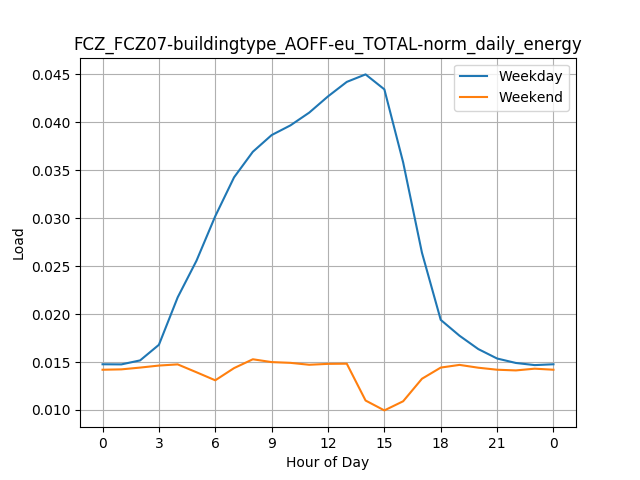 FCZ_FCZ07-buildingtype_AOFF-eu_TOTAL-norm_daily_energy
Weekday
Weekend
0.045
0.040
0.035
0.030
0.025
0.020
0.015
0.010
Load
0 3 6 9 12 15 18 21 0
Hour of Day